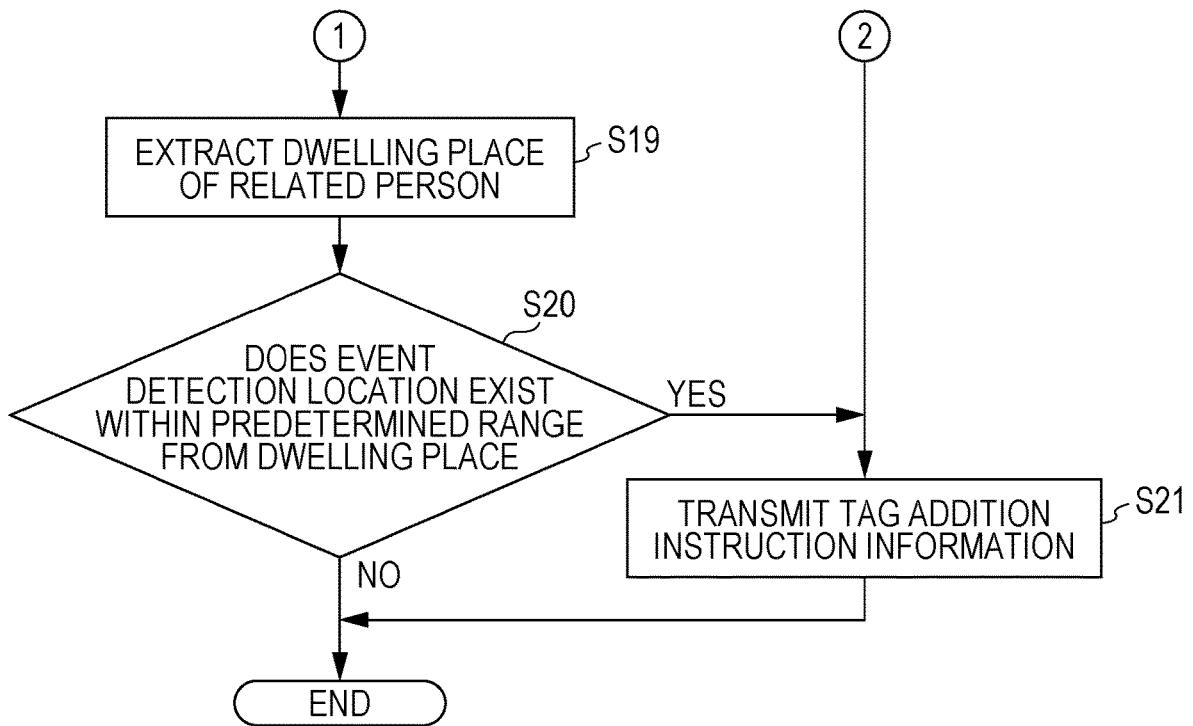 1
2
EXTRACT DWELLING PLACE
OF RELATED PERSON
S19
S20
DOES EVENT
DETECTION LOCATION EXIST
WITHIN PREDETERMINED RANGE
FROM DWELLING PLACE
YES
TRANSMIT TAG ADDITION
INSTRUCTION INFORMATION
S21
NO
END